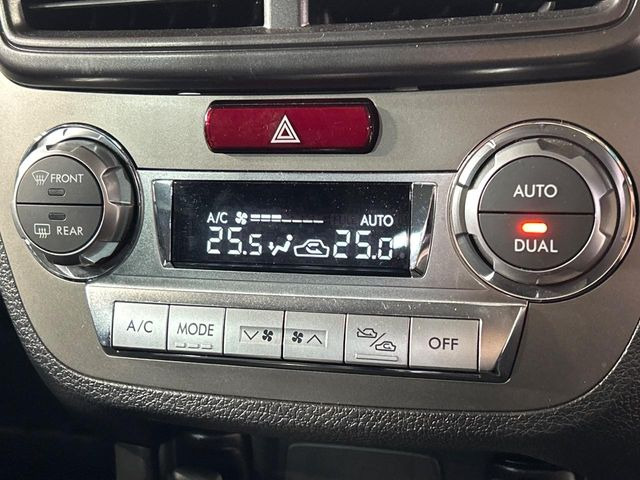 FRONT
REAR
A/C AUTO
25.5 25.0
AUTO
DUAL
A/C MODE OFF